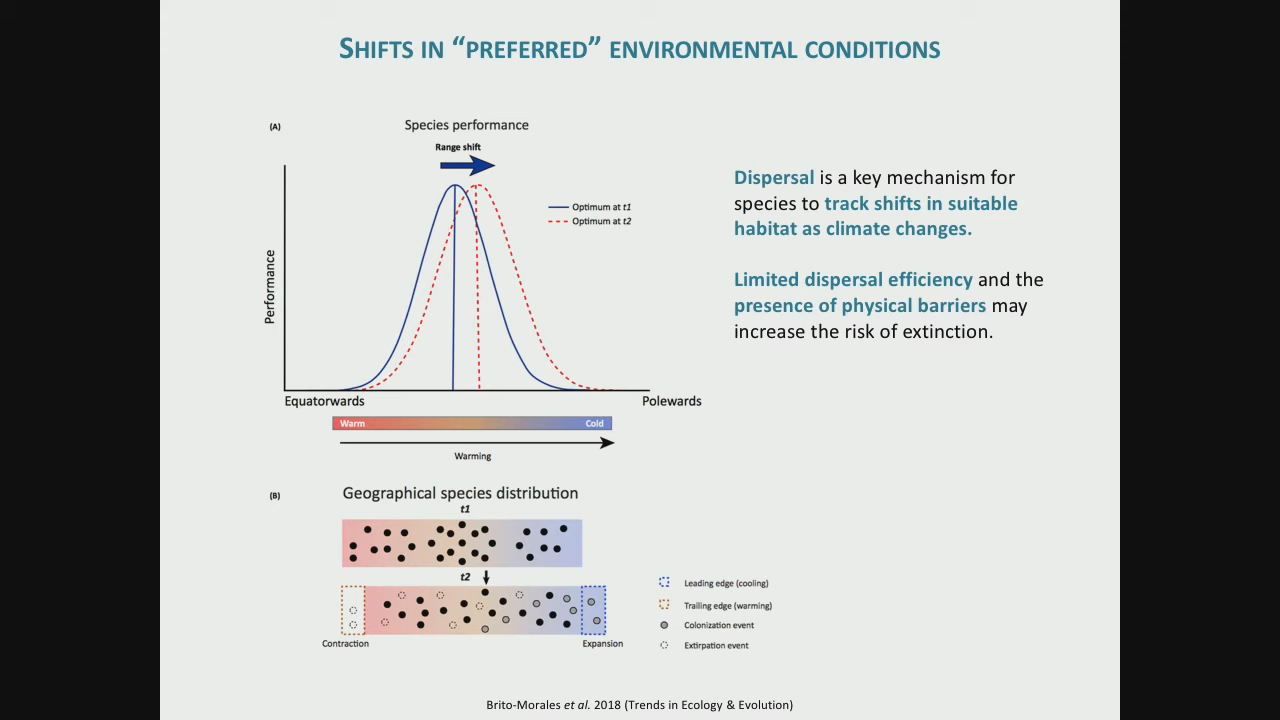 SHIFTS IN “PREFERRED” ENVIRONMENTAL CONDITIONS
(A)
Species performance
Range shift
Optimum at t1
Optimum at t2
Performance
Equatorwards
Polewards
Warm
Cold
Warming
Dispersal is a key mechanism for
species to track shifts in suitable
habitat as climate changes.
Limited dispersal efficiency and the
presence of physical barriers may
increase the risk of extinction.
(B)
Geographical species distribution
t1
t2
Contraction
Expansion
Leading edge (cooling)
Trailing edge (warming)
Colonization event
Extirpation event
Brito-Morales et al. 2018 (Trends in Ecology & Evolution)